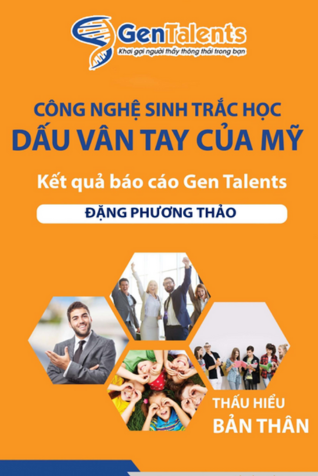 GenTalents
Khơi gợi người thầy thông thái trong bạn
CÔNG NGHỆ SINH TRẮC HỌC
DẤU VÂN TAY CỦA MỸ
Kết quả báo cáo Gen Talents
ĐẶNG PHƯƠNG THẢO
THẤU HIỂU
BẢN THÂN